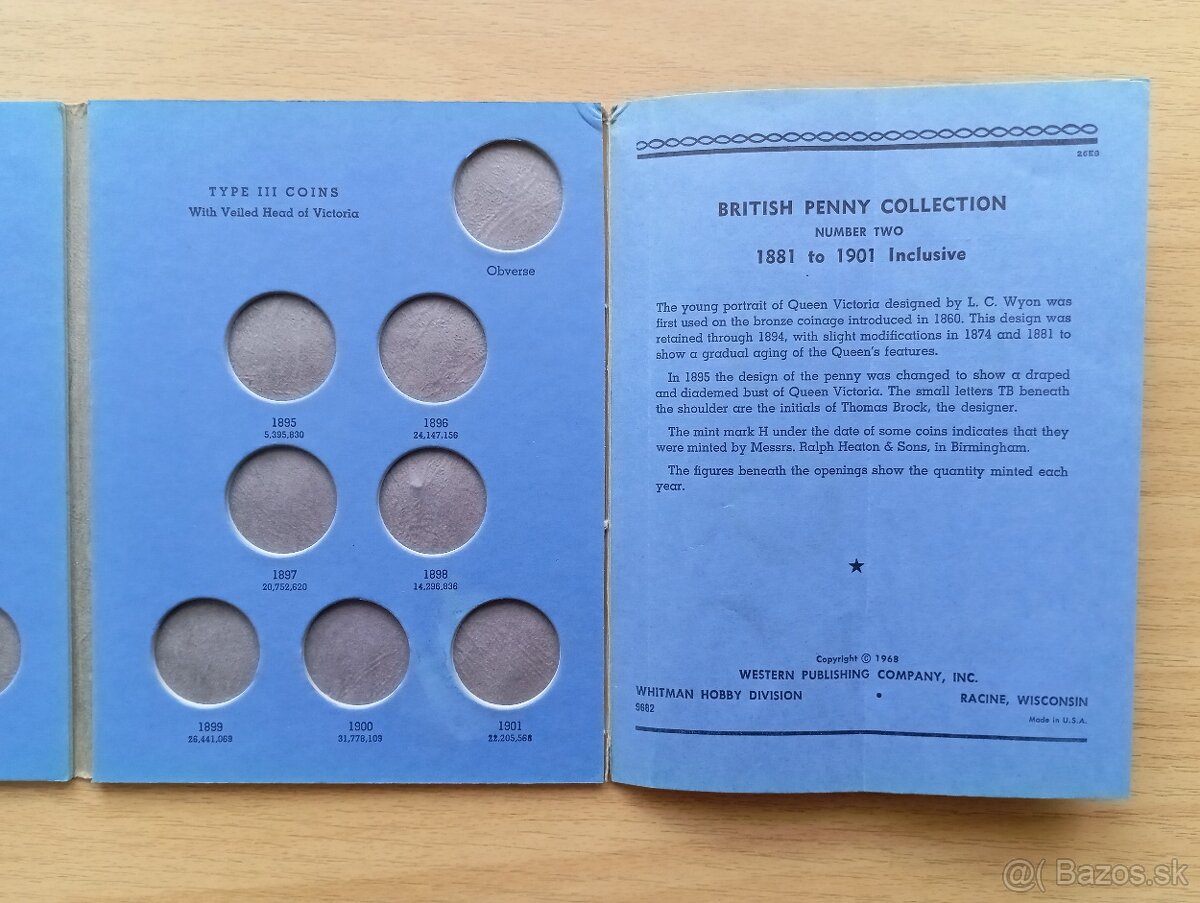 TYPE III COINS
With Veiled Head of Victoria
Obverse
1895
5,395,830
1896
24,147,156
1897
20,752,620
1898
14,296,836
1899
26,441,069
1900
31,778,109
1901
22,205,568
26E9
BRITISH PENNY COLLECTION
NUMBER TWO
1881 to 1901 Inclusive
The young portrait of Queen Victoria designed by L. C. Wyon was
first used on the bronze coinage introduced in 1860. This design was
retained through 1894, with slight modifications in 1874 and 1881 to
show a gradual aging of the Queen's features.
In 1895 the design of the penny was changed to show a draped
and diademed bust of Queen Victoria. The small letters TB beneath
the shoulder are the initials of Thomas Brock, the designer.
The mint mark H under the date of some coins indicates that they
were minted by Messrs. Ralph Heaton & Sons, in Birmingham.
The figures beneath the openings show the quantity minted each
year.
Copyright © 1968
WESTERN PUBLISHING COMPANY, INC.
WHITMAN HOBBY DIVISION • RACINE, WISCONSIN
9682
Made in U.S.A.
@( Bazos.sk